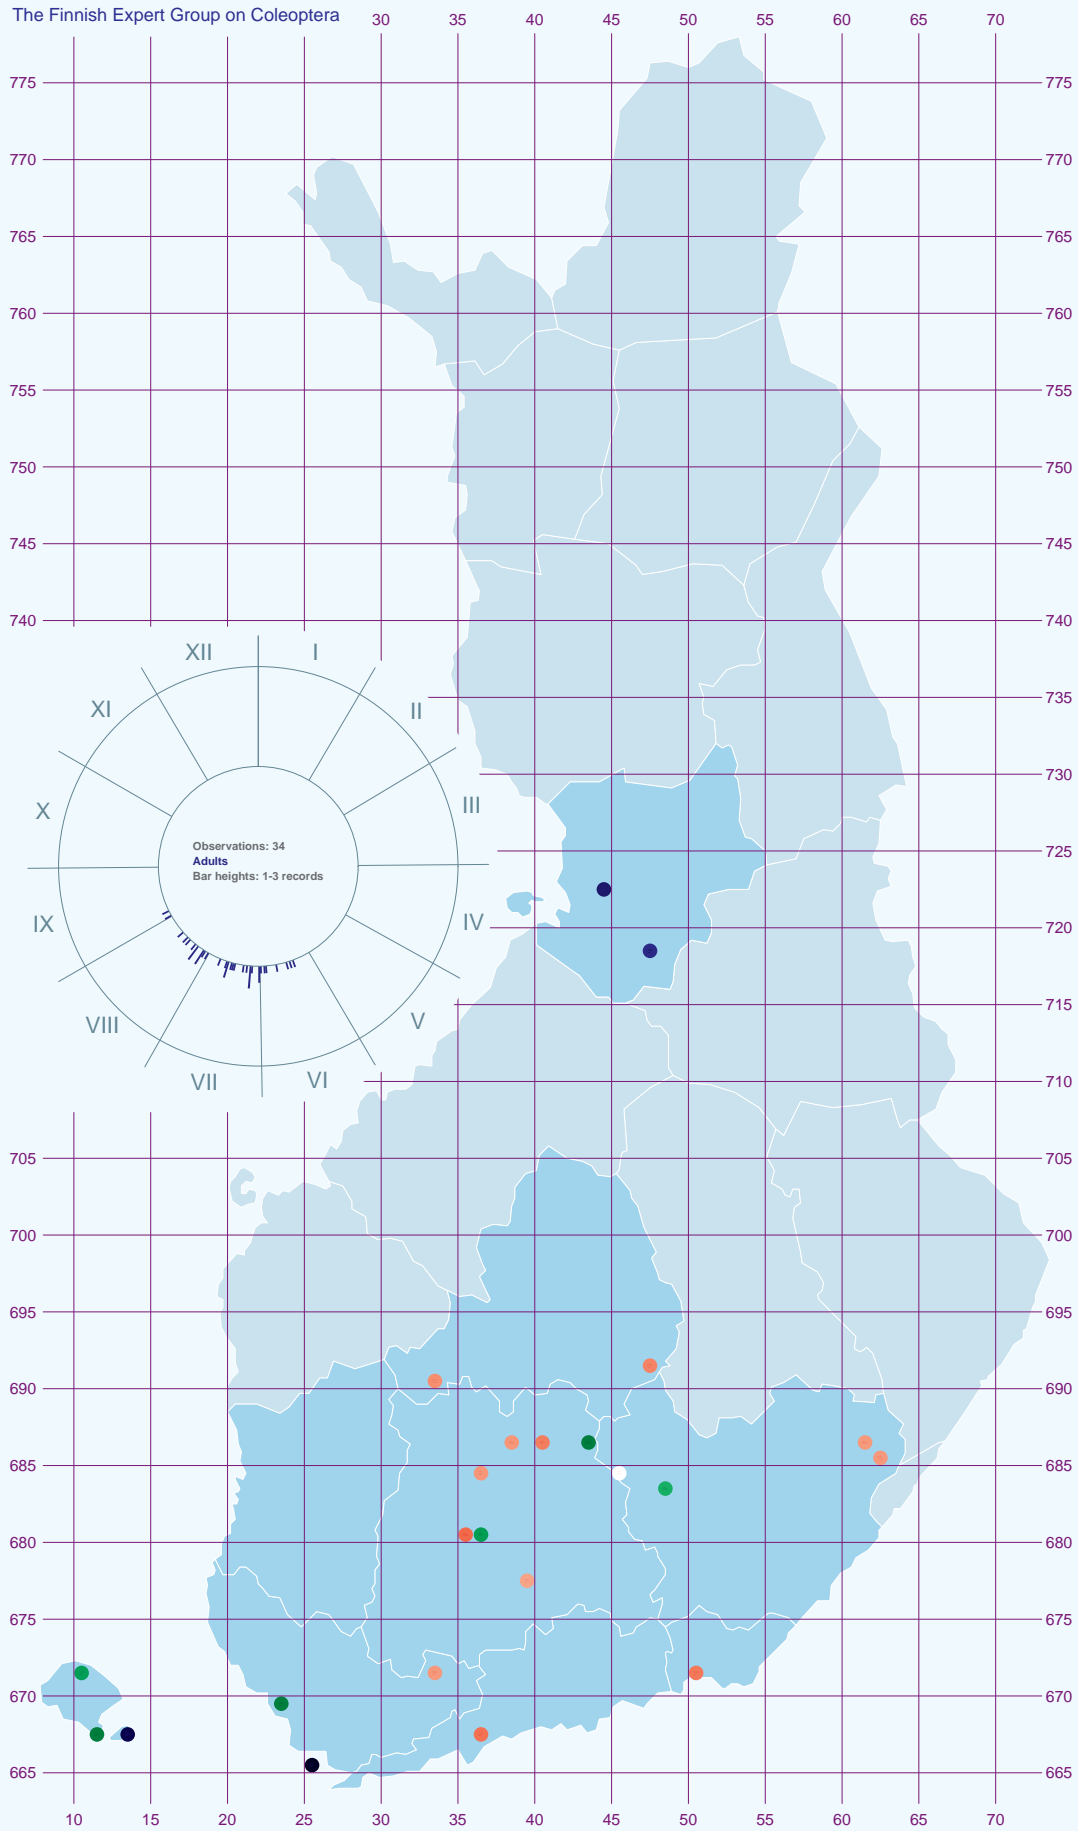 The Finnish Expert Group on Coleoptera
30 35 40 45 50 55 60 65 70
775 775
770 770
765 765
760 760
755 755
750 750
745 745
740 740
XII I
735
XI II
730
X III
Observations: 34
725
Adults
Bar heights: 1-3 records
IX IV 720
VIII V
715
VII VI
710
705 705
700 700
695 695
690 690
685 685
680 680
675 675
670 670
665 665
10 15 20 25 30 35 40 45 50 55 60 65 70